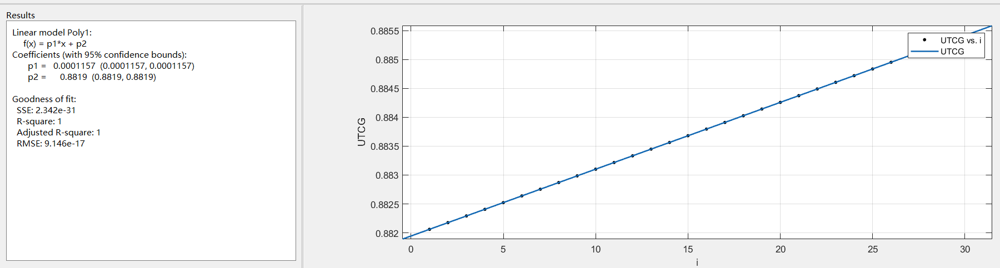 Results
Linear model Poly1:
f(x) = p1*x + p2
Coefficients (with 95% confidence bounds):
p1 = 0.0001157 (0.0001157, 0.0001157)
p2 = 0.8819 (0.8819, 0.8819)
Goodness of fit:
SSE: 2.342e-31
R-square: 1
Adjusted R-square: 1
RMSE: 9.146e-17
0.8855
0.885
0.8845
0.884
0.8835
0.883
0.8825
0.882
UTCG
UTCG vs. i
UTCG
0 5 10 15 20 25 30
i